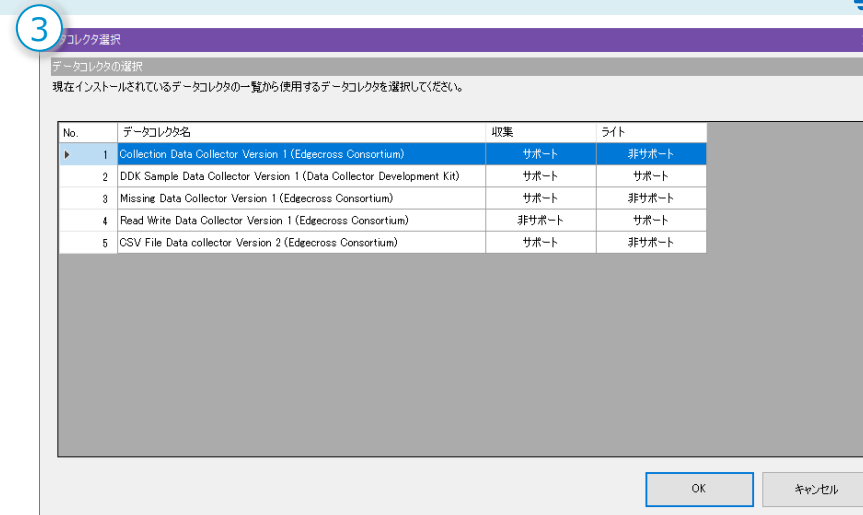 3
タコレクタ選択
データコレクタの選択
現在インストールされているデータコレクタの一覧から使用するデータコレクタを選択してください。
No. データコレクタ名 収集 ライト
1 Collection Data Collector Version 1 (Edgecross Consortium) サポート 非サポート
2 DDK Sample Data Collector Version 1 (Data Collector Development Kit) サポート サポート
3 Missing Data Collector Version 1 (Edgecross Consortium) サポート 非サポート
4 Read Write Data Collector Version 1 (Edgecross Consortium) 非サポート サポート
5 CSV File Data collector Version 2 (Edgecross Consortium) サポート 非サポート
OK キャンセル